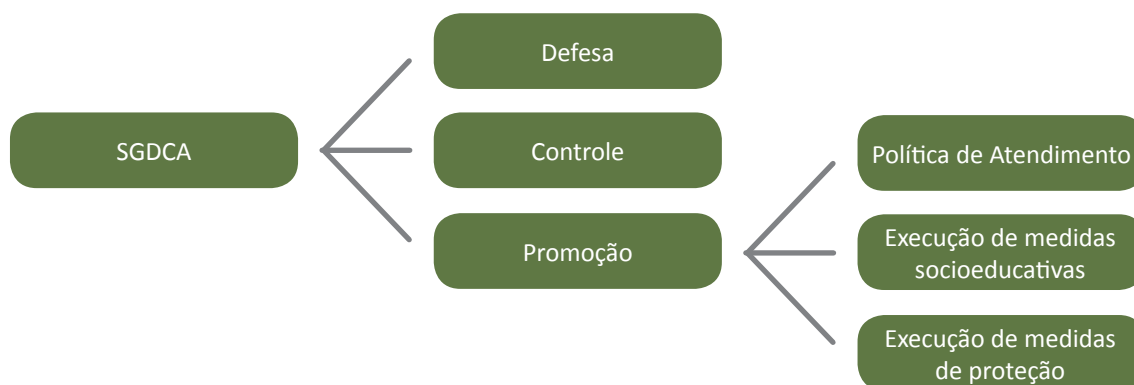 SGDCA
Defesa
Controle
Promoção
Política de Atendimento
Execução de medidas
socioeducativas
Execução de medidas
de proteção